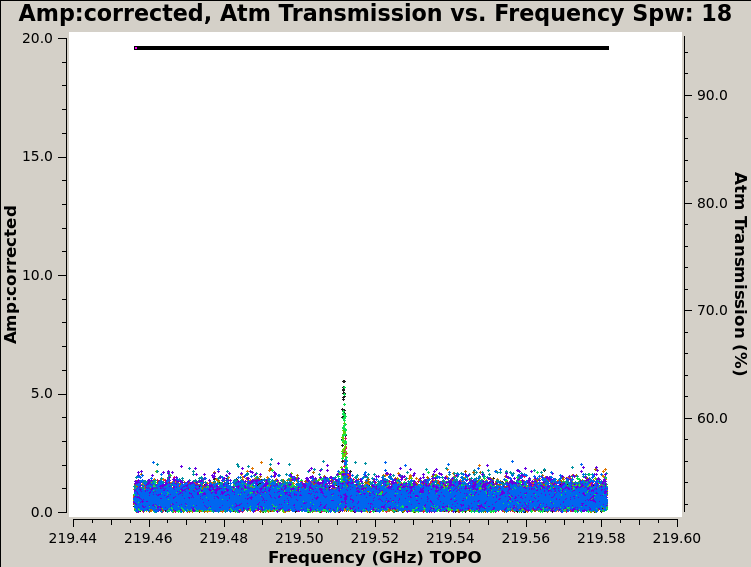 Amp:corrected, Atm Transmission vs. Frequency Spw: 18
20.0
15.0
10.0
5.0
0.0
Amp:corrected
90.0
80.0
70.0
60.0
Atm Transmission (%)
219.44 219.46 219.48 219.50 219.52 219.54 219.56 219.58 219.60
Frequency (GHz) TOPO